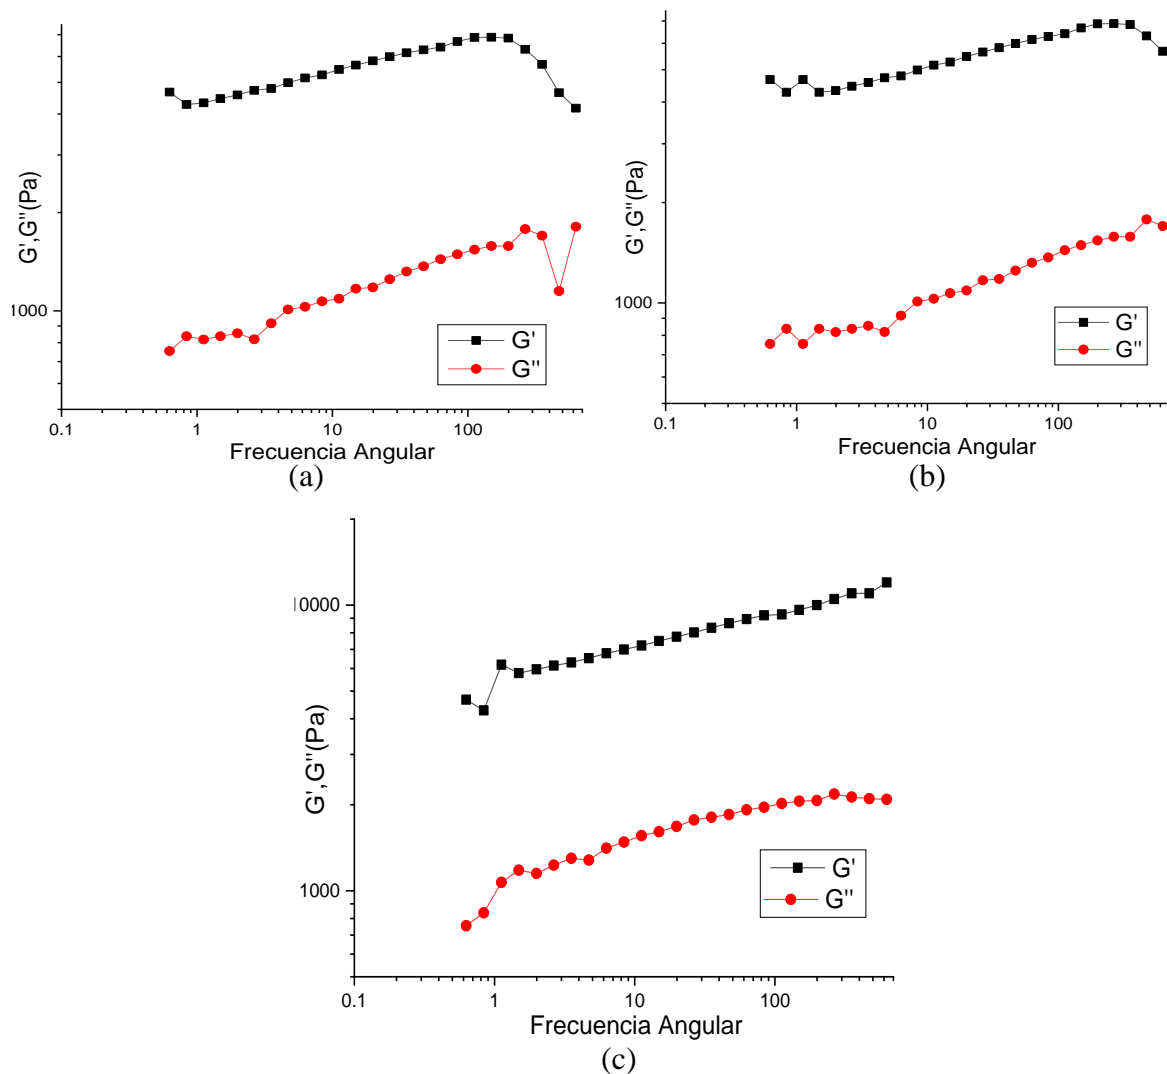 G',G"(Pa)
1000
0.1 1 10 100
Frecuencia Angular
G'
G"
(a)
G',G"(Pa)
1000
0.1 1 10 100
Frecuencia Angular
G'
G"
(b)
G',G"(Pa)
10000
1000
0.1 1 10 100
Frecuencia Angular
G'
G"
(c)